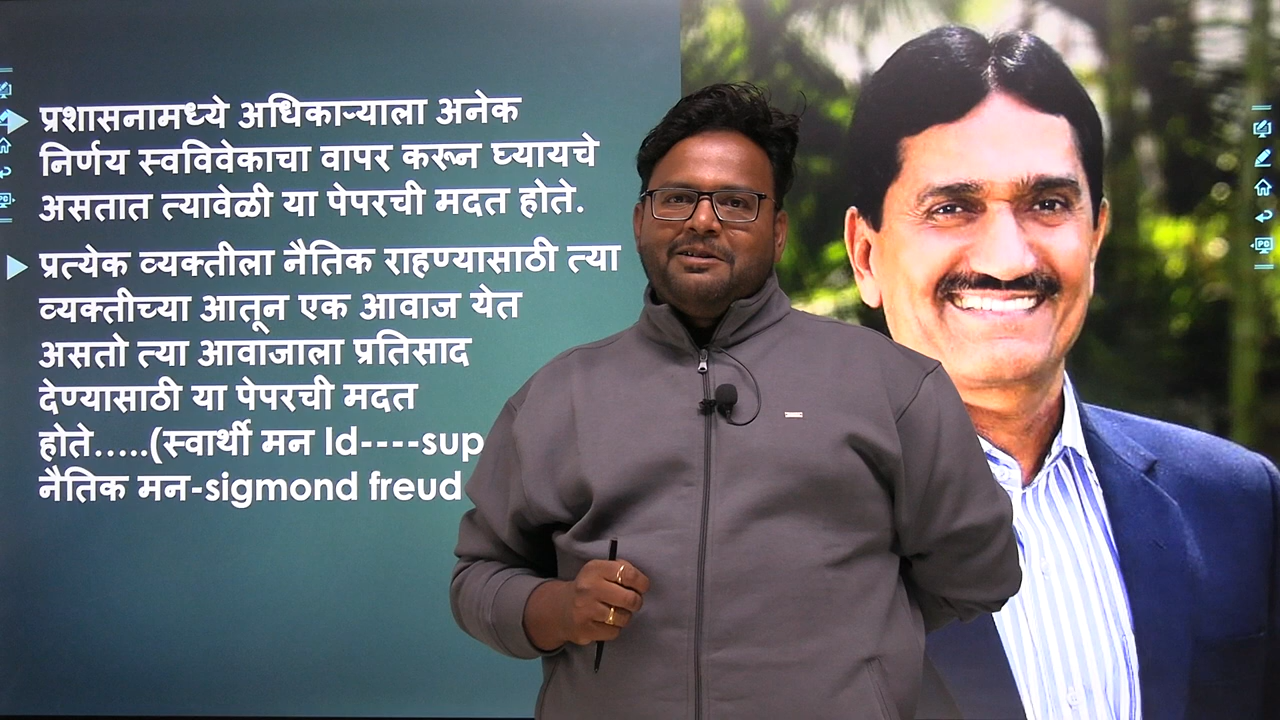 प्रशासनामध्ये अधिकाऱ्याला अनेक
निर्णय स्वविवेकाचा वापर करून घ्यायचे
असतात त्यावेळी या पेपरची मदत होते.
प्रत्येक व्यक्तीला नैतिक राहण्यासाठी त्या
व्यक्तीच्या आतून एक आवाज येत
असतो त्या आवाजाला प्रतिसाद
देण्यासाठी या पेपरची मदत
होते.....(स्वार्थी मन Id----sup
नैतिक मन-sigmond freud